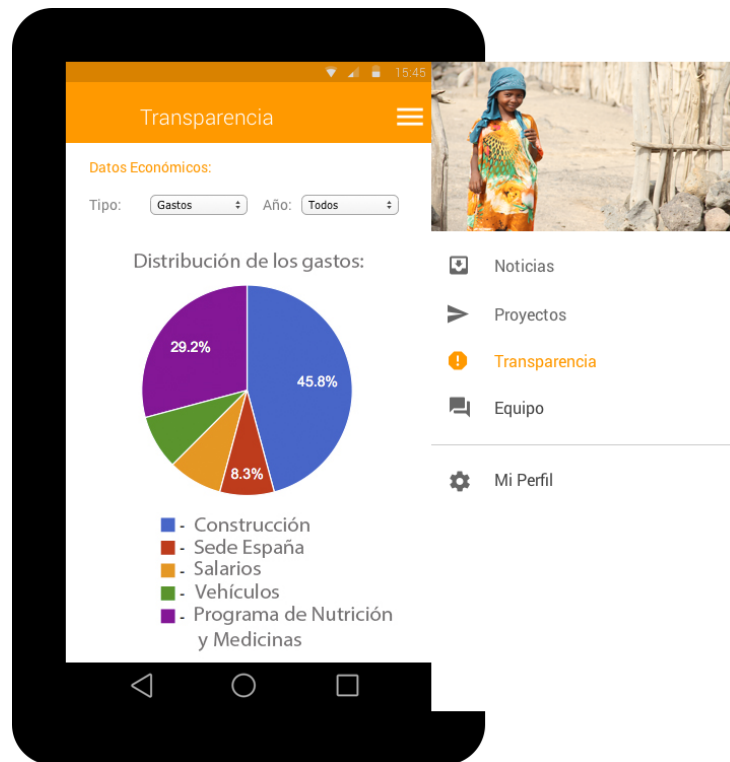 15:45
Transparencia
Datos Económicos:
Tipo: Gastos Año: Todos
Distribución de los gastos:
29.2%
45.8%
8.3%
- Construcción
- Sede España
- Salarios
- Vehículos
- Programa de Nutrición
y Medicinas
Noticias
Proyectos
Transparencia
Equipo
Mi Perfil